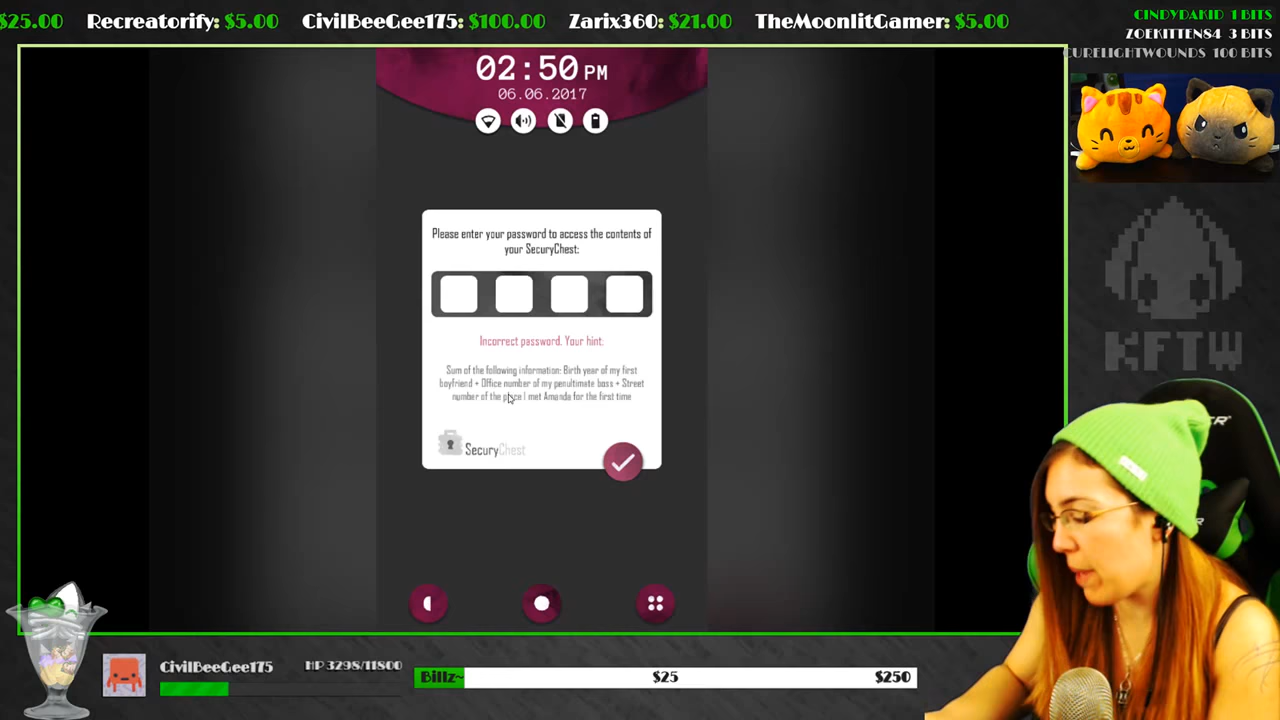 $25.00 Recreatorify: $5.00 CivilBeeGee175: $100.00 Zarix360: $21.00 TheMoonlitGamer: $5.00
CINDYDAKID 1 BITS
ZOEKITTENS4 3 BITS
CURELIGHTWOUNDS 100 BITS
02:50 PM
06.06.2017
Please enter your password to access the contents of
your SecuryChest:
Incorrect password. Your hint:
Sum of the following information: Birth year of my first
boyfriend + Office number of my penultimate boss + Street
number of the place I met Amanda for the first time
SecuryChest
KFTW
CivilBeeGee175 HP 3298/11800
Billz~ $25 $250